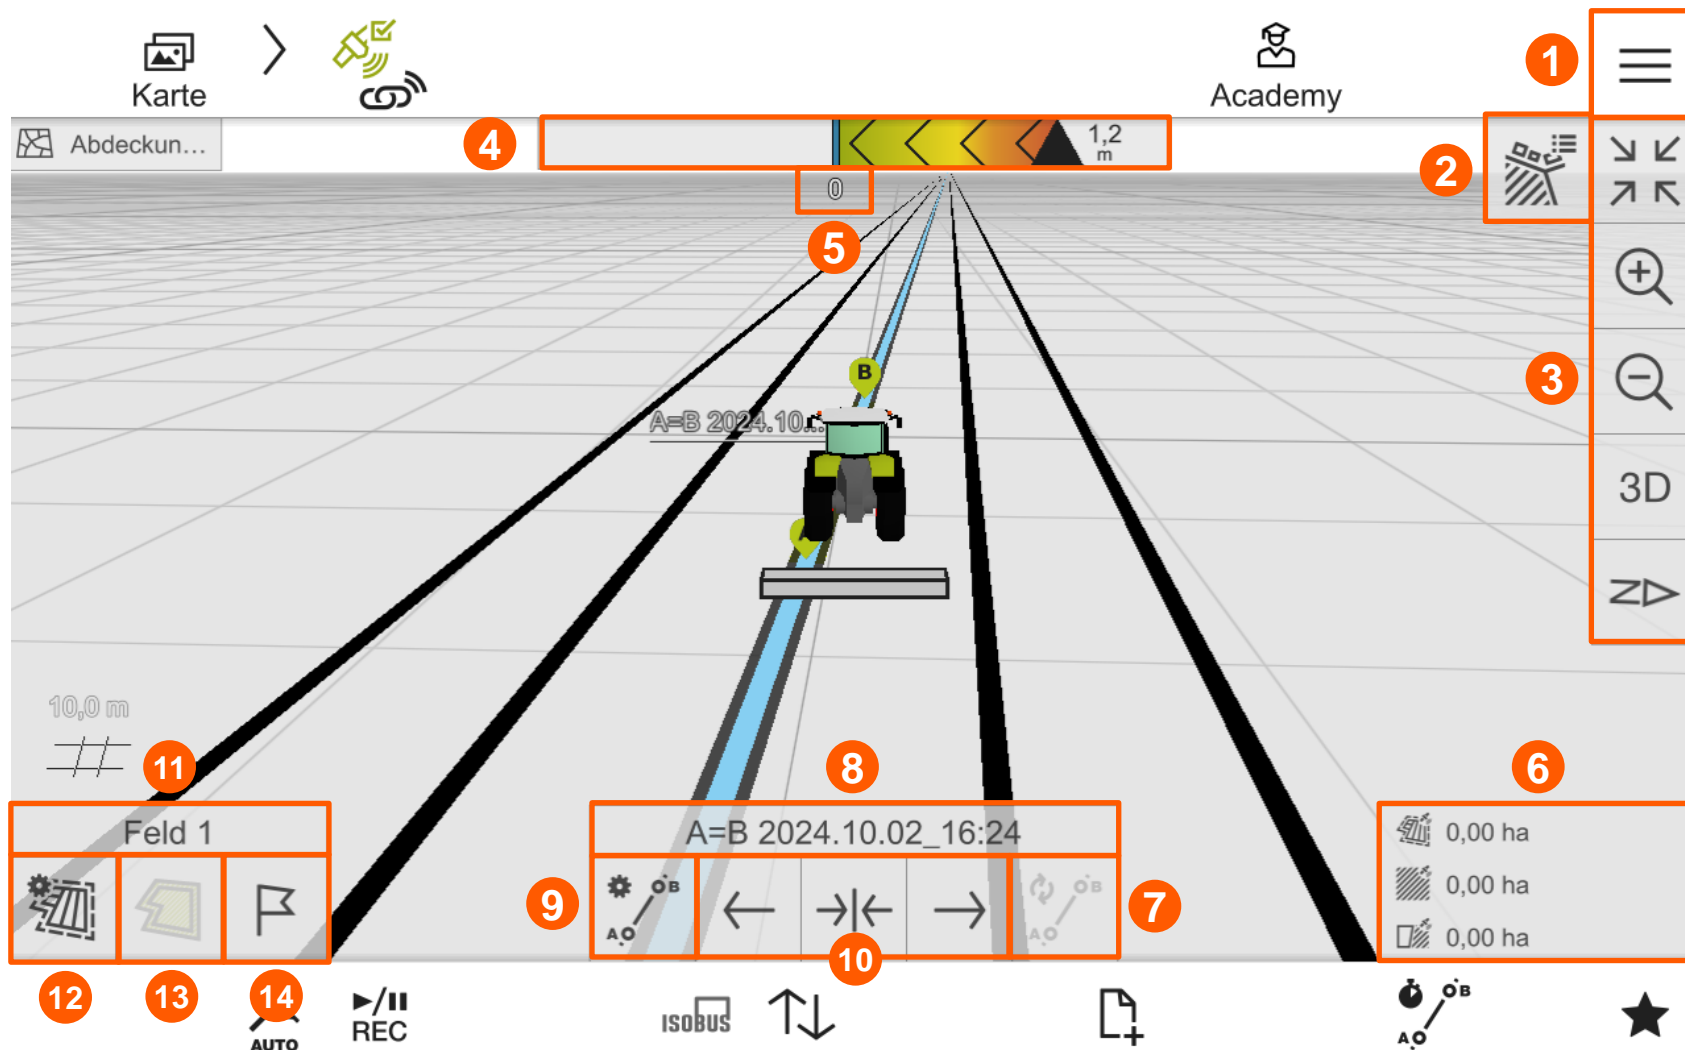 Karte
Academy
1
Abdeckun...
4
1,2
m
2
0
5
B
3
A=B 2024.10...
A
3D
10,0 m
11
8
6
Feld 1
A=B 2024.10.02_16:24
0,00 ha
0,00 ha
0,00 ha
9
B
A
10
B
A
7
12
13
14
AUTO
REC
ISOBUS
B
A